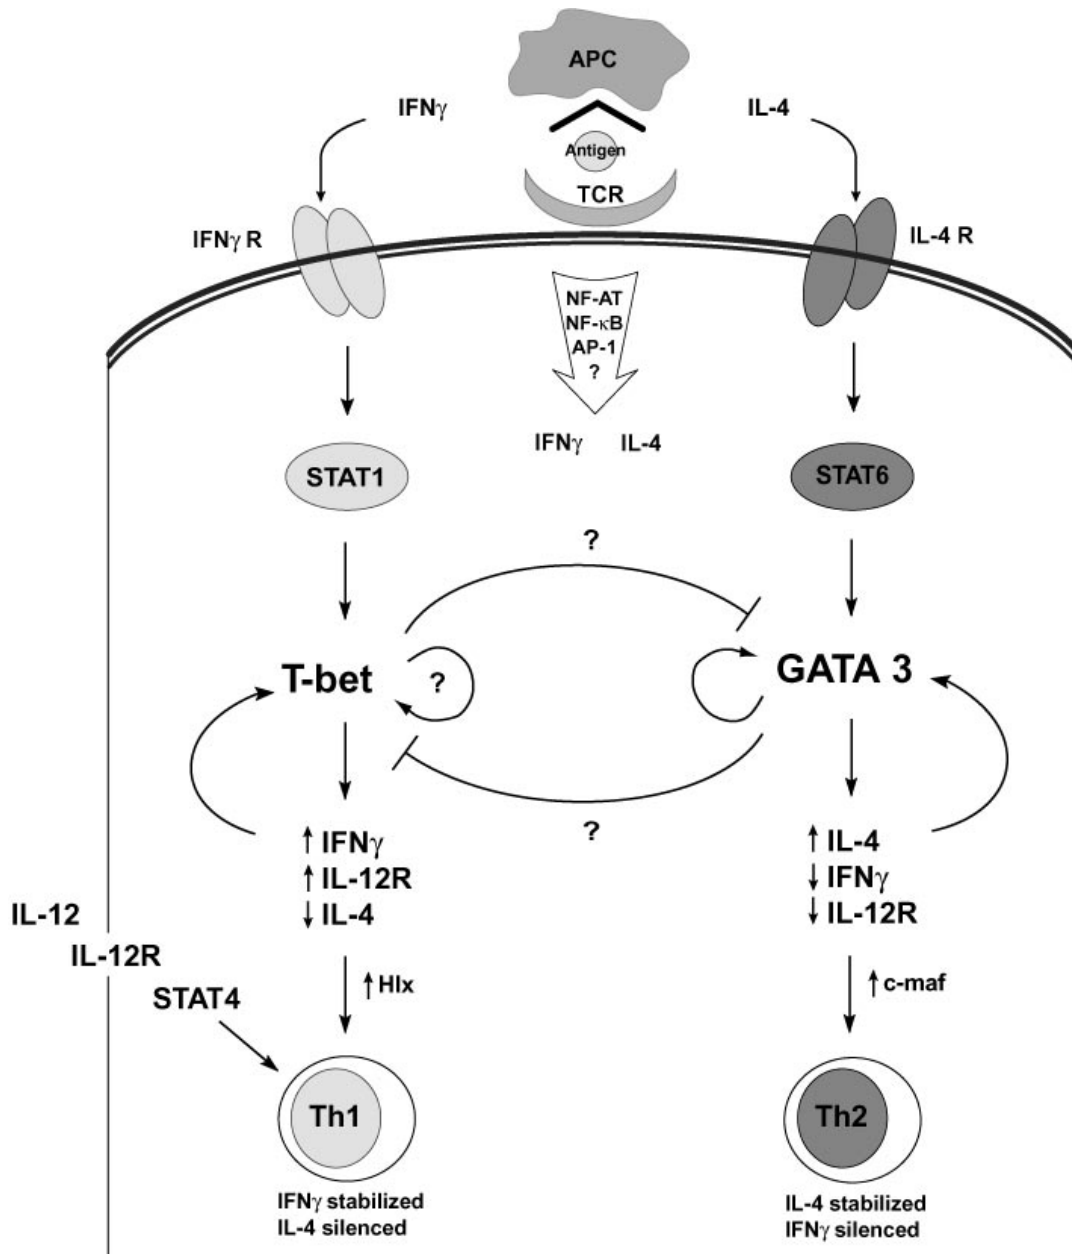 APC
IFNγ
IL-4
Antigen
TCR
IFNγ R
IL-4 R
NF-AT
NF-κB
AP-1
?
IFNγ IL-4
STAT1
STAT6
?
T-bet
?
GATA 3
?
IFNγ
IL-12R
IL-4
IL-4
IFNγ
IL-12R
IL-12
IL-12R
STAT4
Hlx
c-maf
Th1
Th2
IFNγ stabilized
IL-4 silenced
IL-4 stabilized
IFNγ silenced